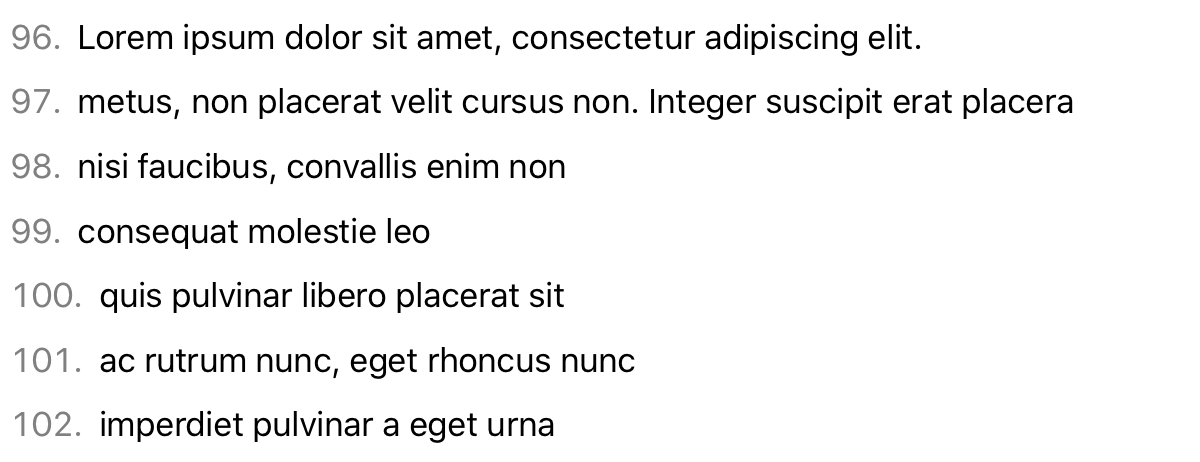 96. Lorem ipsum dolor sit amet, consectetur adipiscing elit.
97. metus, non placerat velit cursus non. Integer suscipit erat placera
98. nisi faucibus, convallis enim non
99. consequat molestie leo
100. quis pulvinar libero placerat sit
101. ac rutrum nunc, eget rhoncus nunc
102. imperdiet pulvinar a eget urna